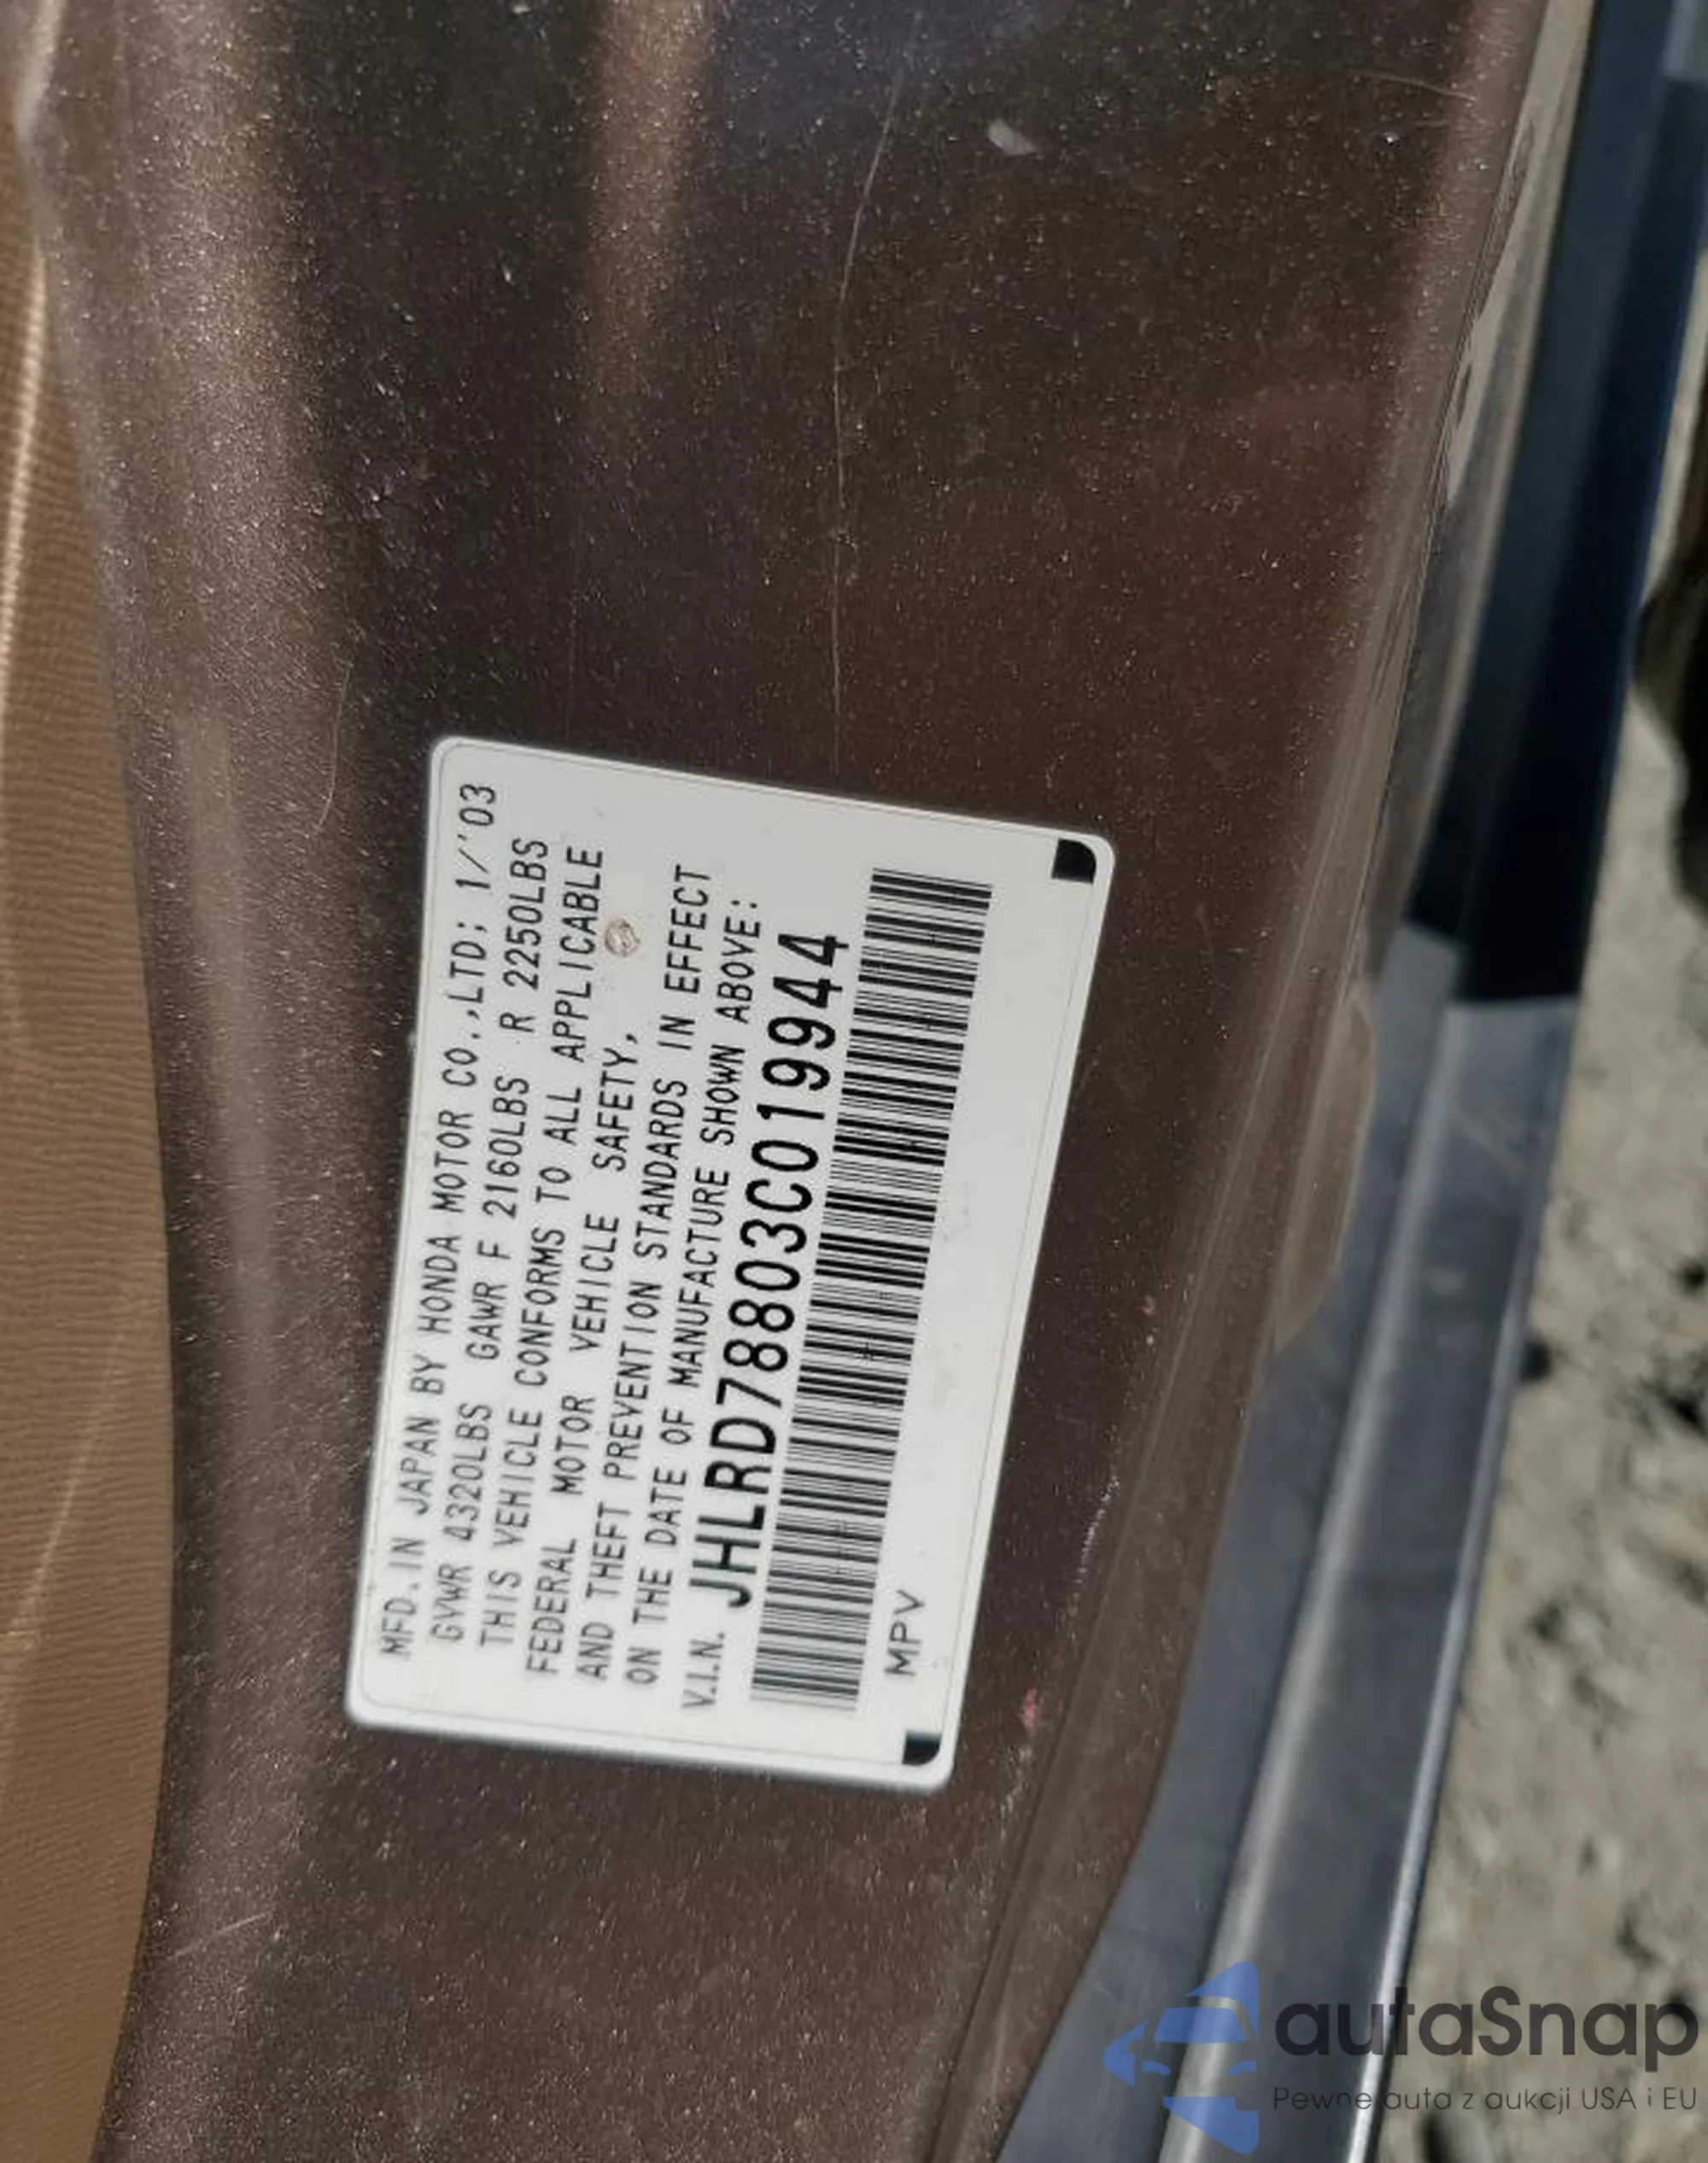 MFD. IN JAPAN BY HONDA MOTOR CO.,LTD; 1/'03
GVWR 4320LBS GAWR F 2160LBS R 2250LBS
THIS VEHICLE CONFORMS TO ALL APPLICABLE
FEDERAL MOTOR VEHICLE SAFETY,
AND THEFT PREVENTION STANDARDS IN EFFECT
ON THE DATE OF MANUFACTURE SHOWN ABOVE:
V.I.N. JHLRD78803C019944
MPV
autaSnap
Pewne auta z aukcji USA i EU